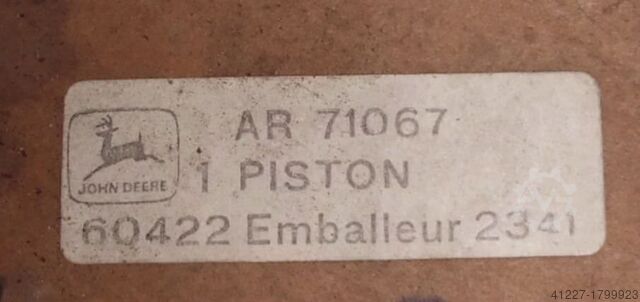 AR 71067
JOHN DEERE
1 PISTON
60422 Emballeur 2341
41227-1799923